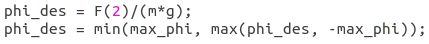 phi_des = F(2)/(m*g);
phi_des = min(max_phi, max(phi_des, -max_phi));